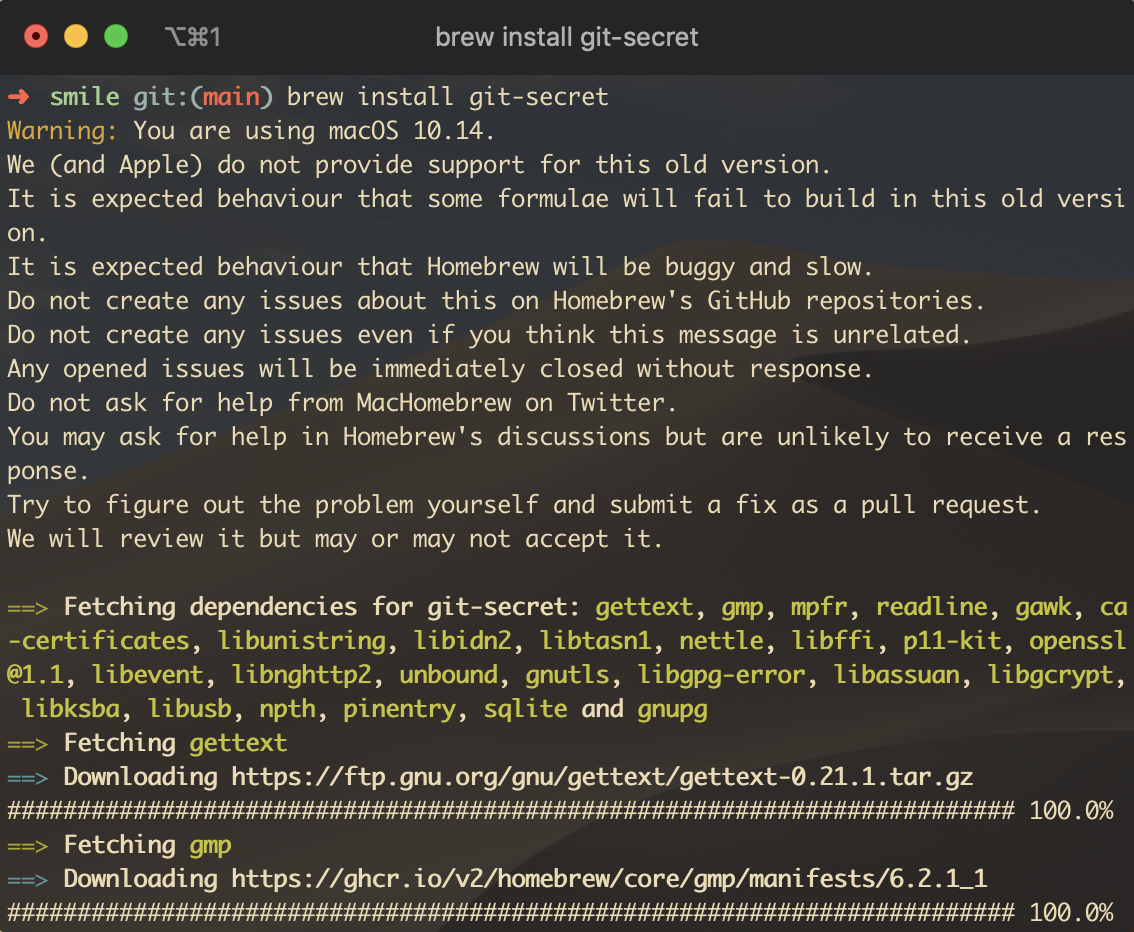 ⌥⌘1
brew install git-secret
➜ smile git:(main) brew install git-secret
Warning: You are using macOS 10.14.
We (and Apple) do not provide support for this old version.
It is expected behaviour that some formulae will fail to build in this old versi
on.
It is expected behaviour that Homebrew will be buggy and slow.
Do not create any issues about this on Homebrew's GitHub repositories.
Do not create any issues even if you think this message is unrelated.
Any opened issues will be immediately closed without response.
Do not ask for help from MacHomebrew on Twitter.
You may ask for help in Homebrew's discussions but are unlikely to receive a res
ponse.
Try to figure out the problem yourself and submit a fix as a pull request.
We will review it but may or may not accept it.
==> Fetching dependencies for git-secret: gettext, gmp, mpfr, readline, gawk, ca
-certificates, libunistring, libidn2, libtasn1, nettle, libffi, p11-kit, openssl
@1.1, libevent, libnghttp2, unbound, gnutls, libgpg-error, libassuan, libgcrypt,
libksba, libusb, npth, pinentry, sqlite and gnupg
==> Fetching gettext
==> Downloading https://ftp.gnu.org/gnu/gettext/gettext-0.21.1.tar.gz
######################################################################## 100.0%
==> Fetching gmp
==> Downloading https://ghcr.io/v2/homebrew/core/gmp/manifests/6.2.1_1
######################################################################## 100.0%